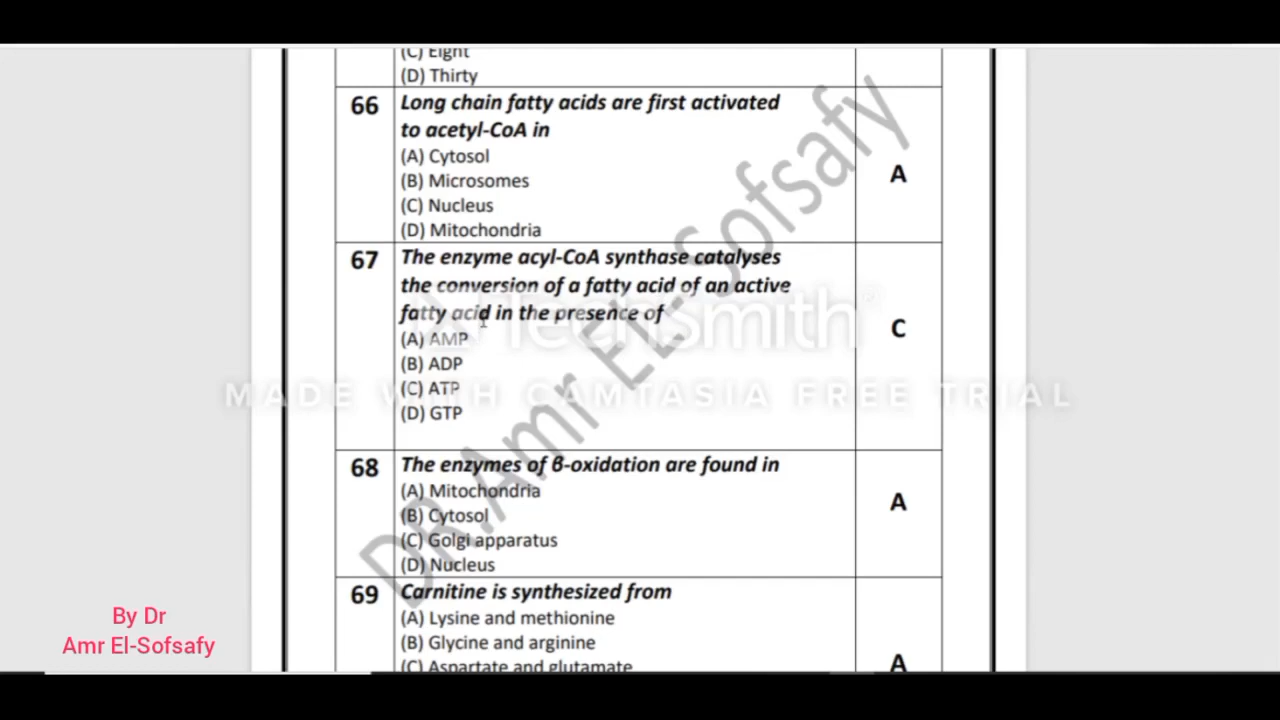 (C) Eight
(D) Thirty
66
Long chain fatty acids are first activated
to acetyl-CoA in
(A) Cytosol
(B) Microsomes
(C) Nucleus
(D) Mitochondria
A
67
The enzyme acyl-CoA synthase catalyses
the conversion of a fatty acid of an active
fatty acid in the presence of
(A) AMP
(B) ADP
(C) ATP
(D) GTP
C
68
The enzymes of β-oxidation are found in
(A) Mitochondria
(B) Cytosol
(C) Golgi apparatus
(D) Nucleus
A
69
Carnitine is synthesized from
(A) Lysine and methionine
(B) Glycine and arginine
(C) Aspartate and glutamate
A
DR.Amr EL-Sofsafy
TechSmith®
MADE WITH CAMTASIA FREE TRIAL
By Dr
Amr El-Sofsafy